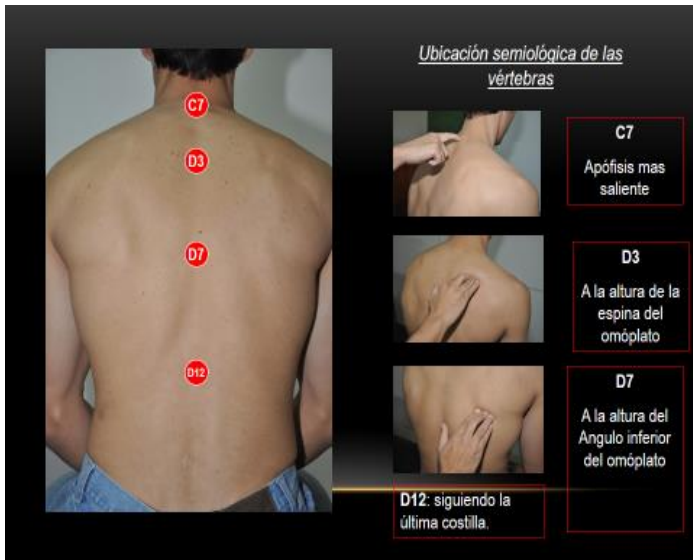 Ubicación semiológica de las
vértebras
C7
D3
D7
D12
C7
Apófisis mas
saliente
D3
A la altura de la
espina del
omóplato
D7
A la altura del
Angulo inferior
del omóplato
D12: siguiendo la
última costilla.